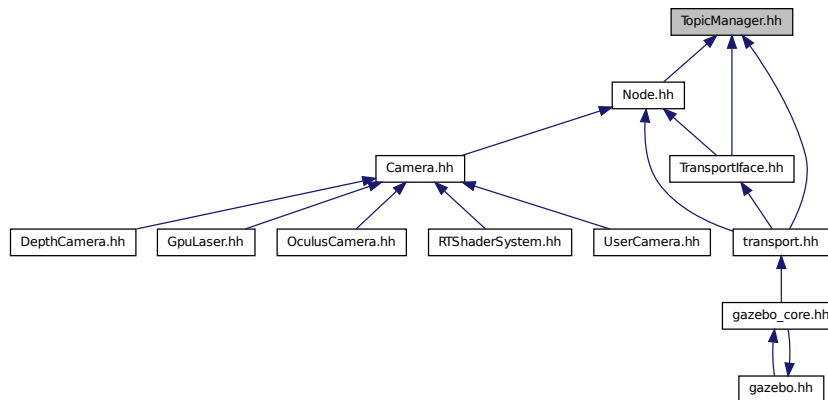 TopicManager.hh
Node.hh
Camera.hh
TransportIface.hh
DepthCamera.hh
GpuLaser.hh
OculusCamera.hh
RTShaderSystem.hh
UserCamera.hh
transport.hh
gazebo_core.hh
gazebo.hh